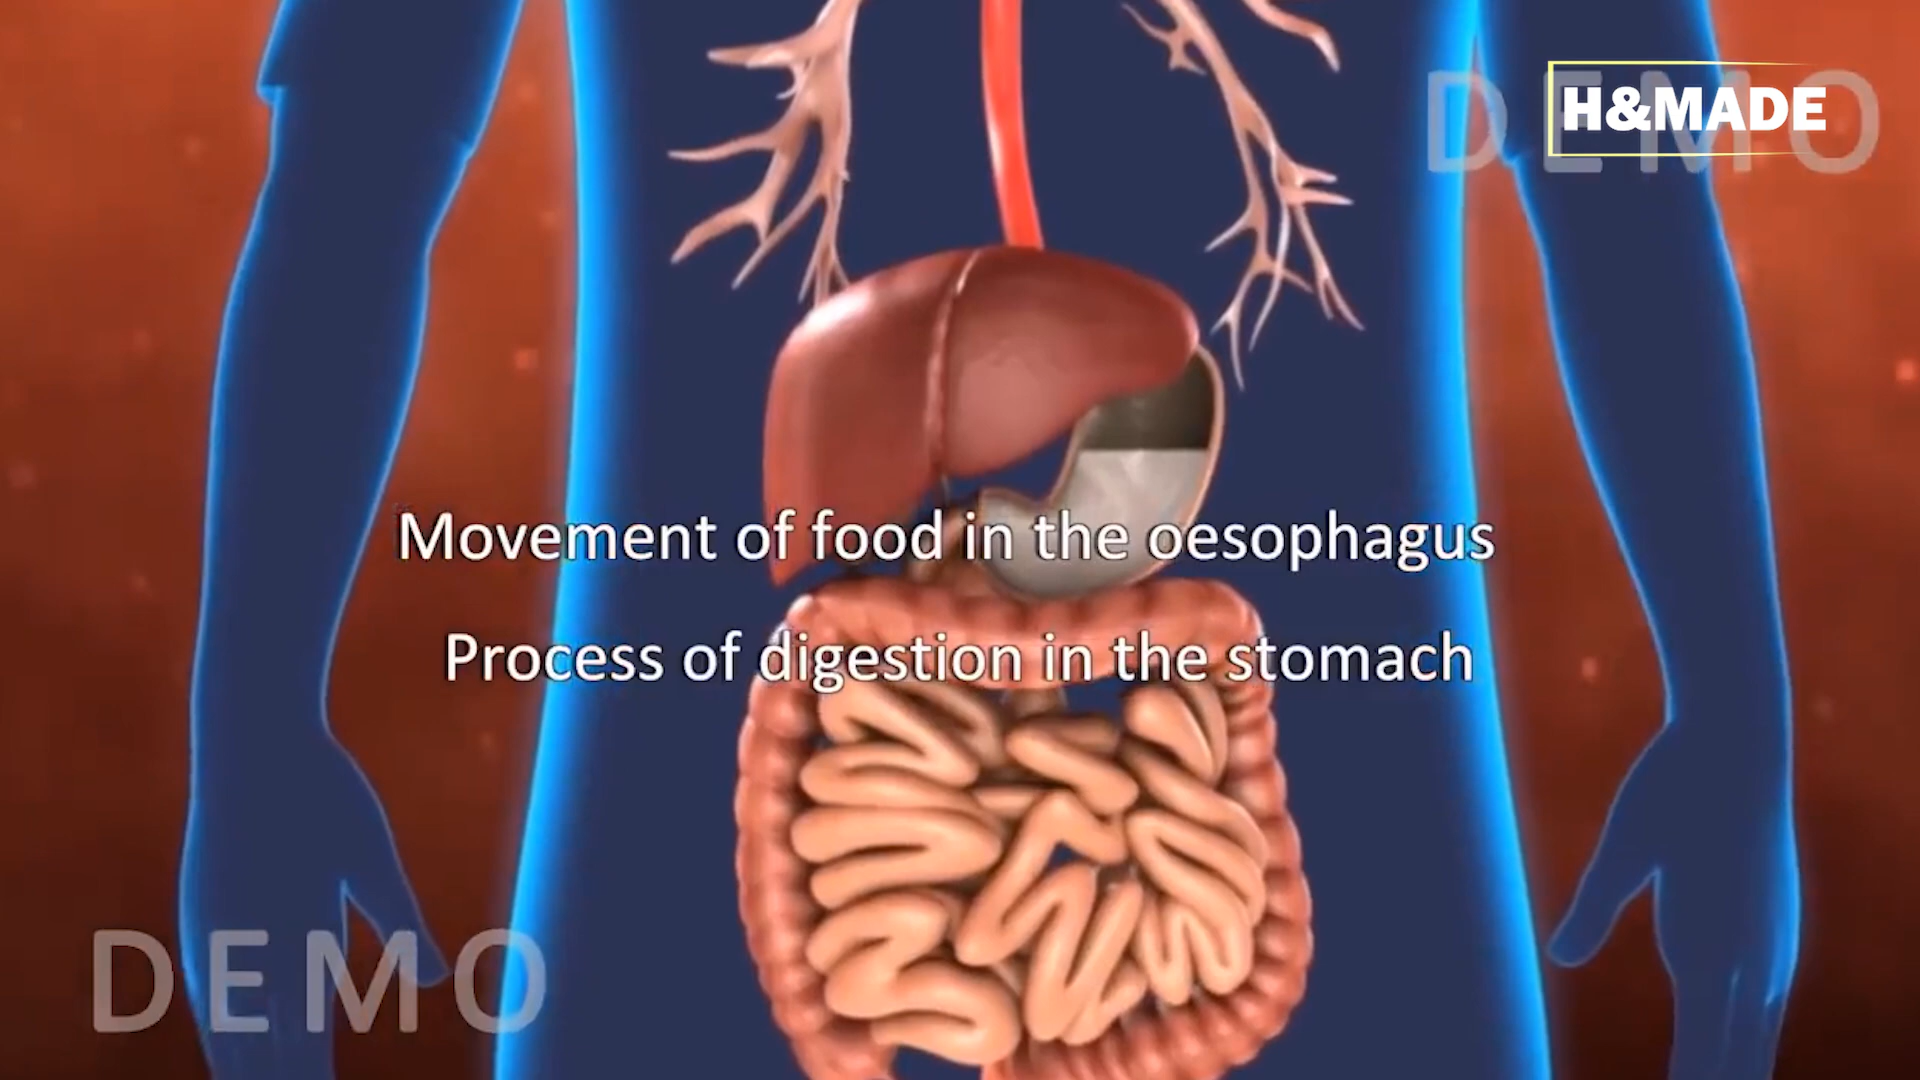 DEMO
H&MADE
Movement of food in the oesophagus
Process of digestion in the stomach
DEMO